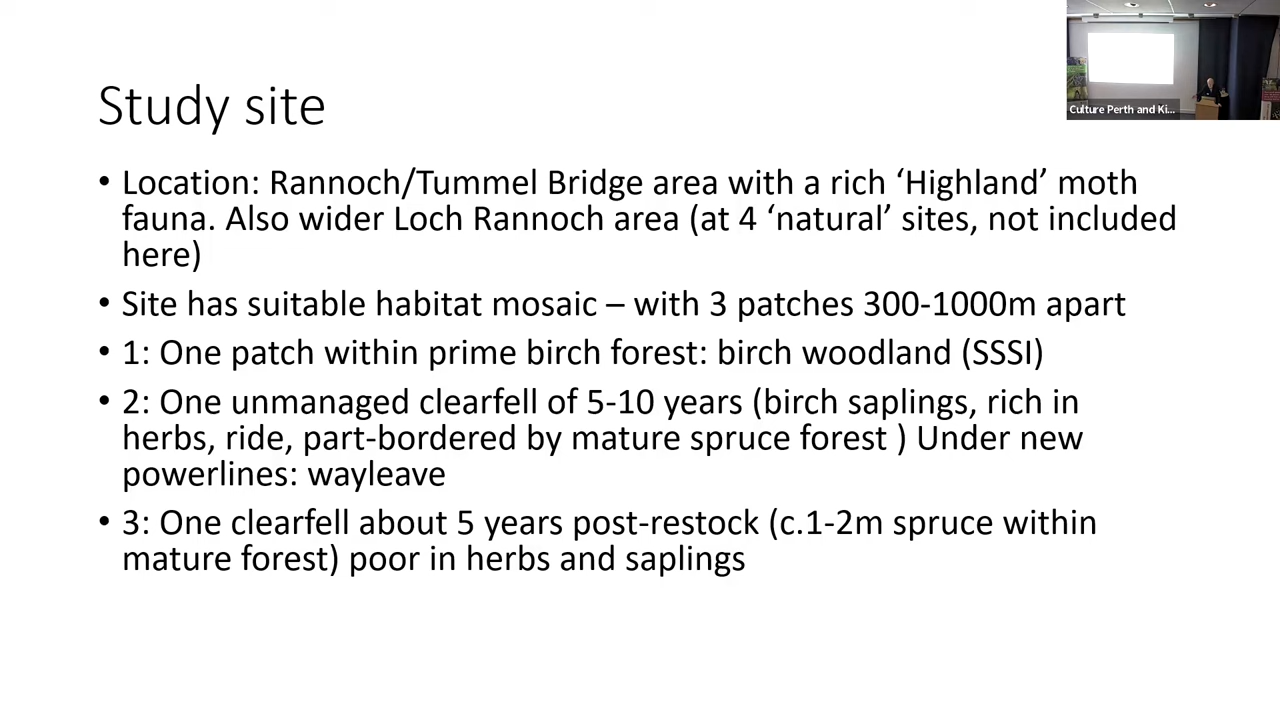 Study site
• Location: Rannoch/Tummel Bridge area with a rich ‘Highland’ moth
fauna. Also wider Loch Rannoch area (at 4 ‘natural’ sites, not included
here)
• Site has suitable habitat mosaic – with 3 patches 300-1000m apart
• 1: One patch within prime birch forest: birch woodland (SSSI)
• 2: One unmanaged clearfell of 5-10 years (birch saplings, rich in
herbs, ride, part-bordered by mature spruce forest ) Under new
powerlines: wayleave
• 3: One clearfell about 5 years post-restock (c.1-2m spruce within
mature forest) poor in herbs and saplings
Culture Perth and Ki...